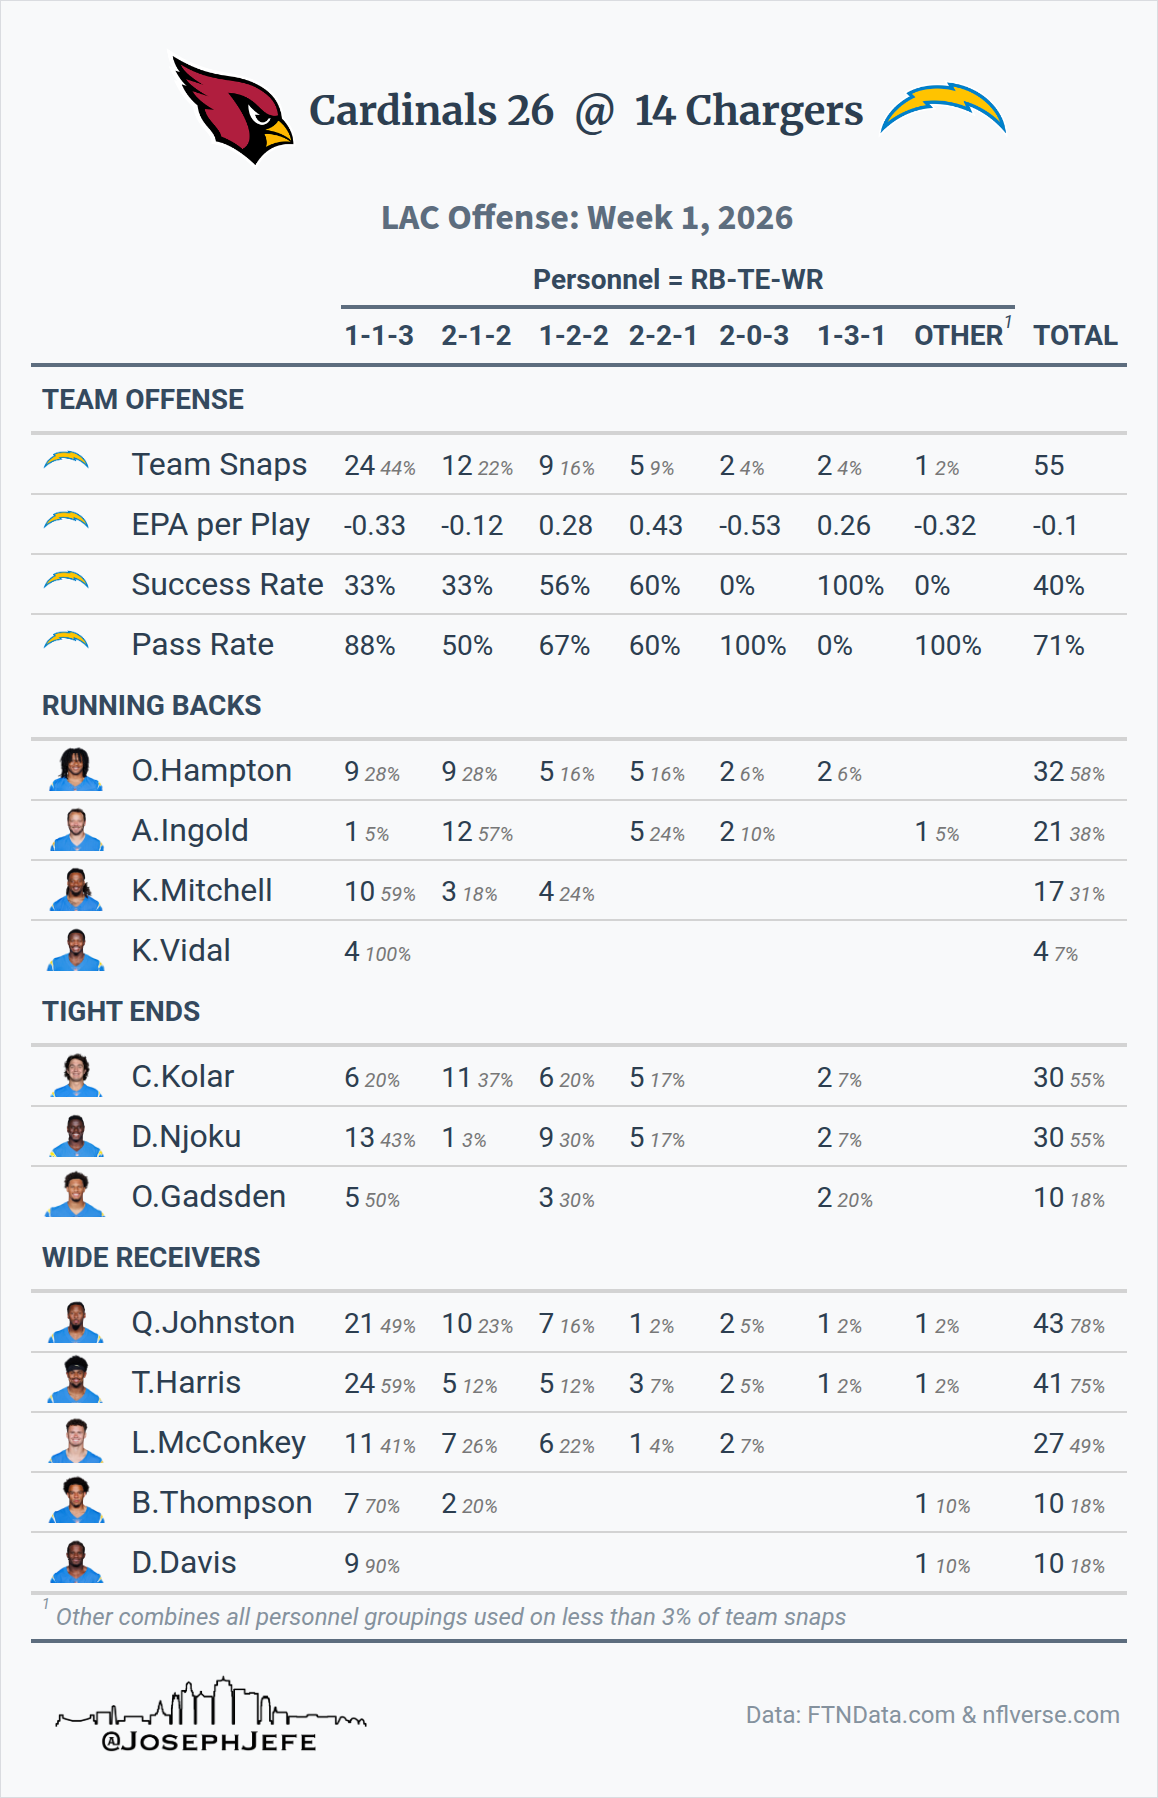 Cardinals 26 @ 14 Chargers
LAC Offense: Week 1, 2026
Personnel = RB-TE-WR
1-1-3 2-1-2 1-2-2 2-2-1 2-0-3 1-3-1 OTHER1 TOTAL
TEAM OFFENSE
Team Snaps 24 44% 12 22% 9 16% 5 9% 2 4% 2 4% 1 2% 55
EPA per Play -0.33 -0.12 0.28 0.43 -0.53 0.26 -0.32 -0.1
Success Rate 33% 33% 56% 60% 0% 100% 0% 40%
Pass Rate 88% 50% 67% 60% 100% 0% 100% 71%
RUNNING BACKS
O.Hampton 9 28% 9 28% 5 16% 5 16% 2 6% 2 6% 32 58%
A.Ingold 1 5% 12 57% 5 24% 2 10% 1 5% 21 38%
K.Mitchell 10 59% 3 18% 4 24% 17 31%
K.Vidal 4 100% 4 7%
TIGHT ENDS
C.Kolar 6 20% 11 37% 6 20% 5 17% 2 7% 30 55%
D.Njoku 13 43% 1 3% 9 30% 5 17% 2 7% 30 55%
O.Gadsden 5 50% 3 30% 2 20% 10 18%
WIDE RECEIVERS
Q.Johnston 21 49% 10 23% 7 16% 1 2% 2 5% 1 2% 1 2% 43 78%
T.Harris 24 59% 5 12% 5 12% 3 7% 2 5% 1 2% 1 2% 41 75%
L.McConkey 11 41% 7 26% 6 22% 1 4% 2 7% 27 49%
B.Thompson 7 70% 2 20% 1 10% 10 18%
D.Davis 9 90% 1 10% 10 18%
1 Other combines all personnel groupings used on less than 3% of team snaps
@JosephJefe
Data: FTNData.com & nflverse.com